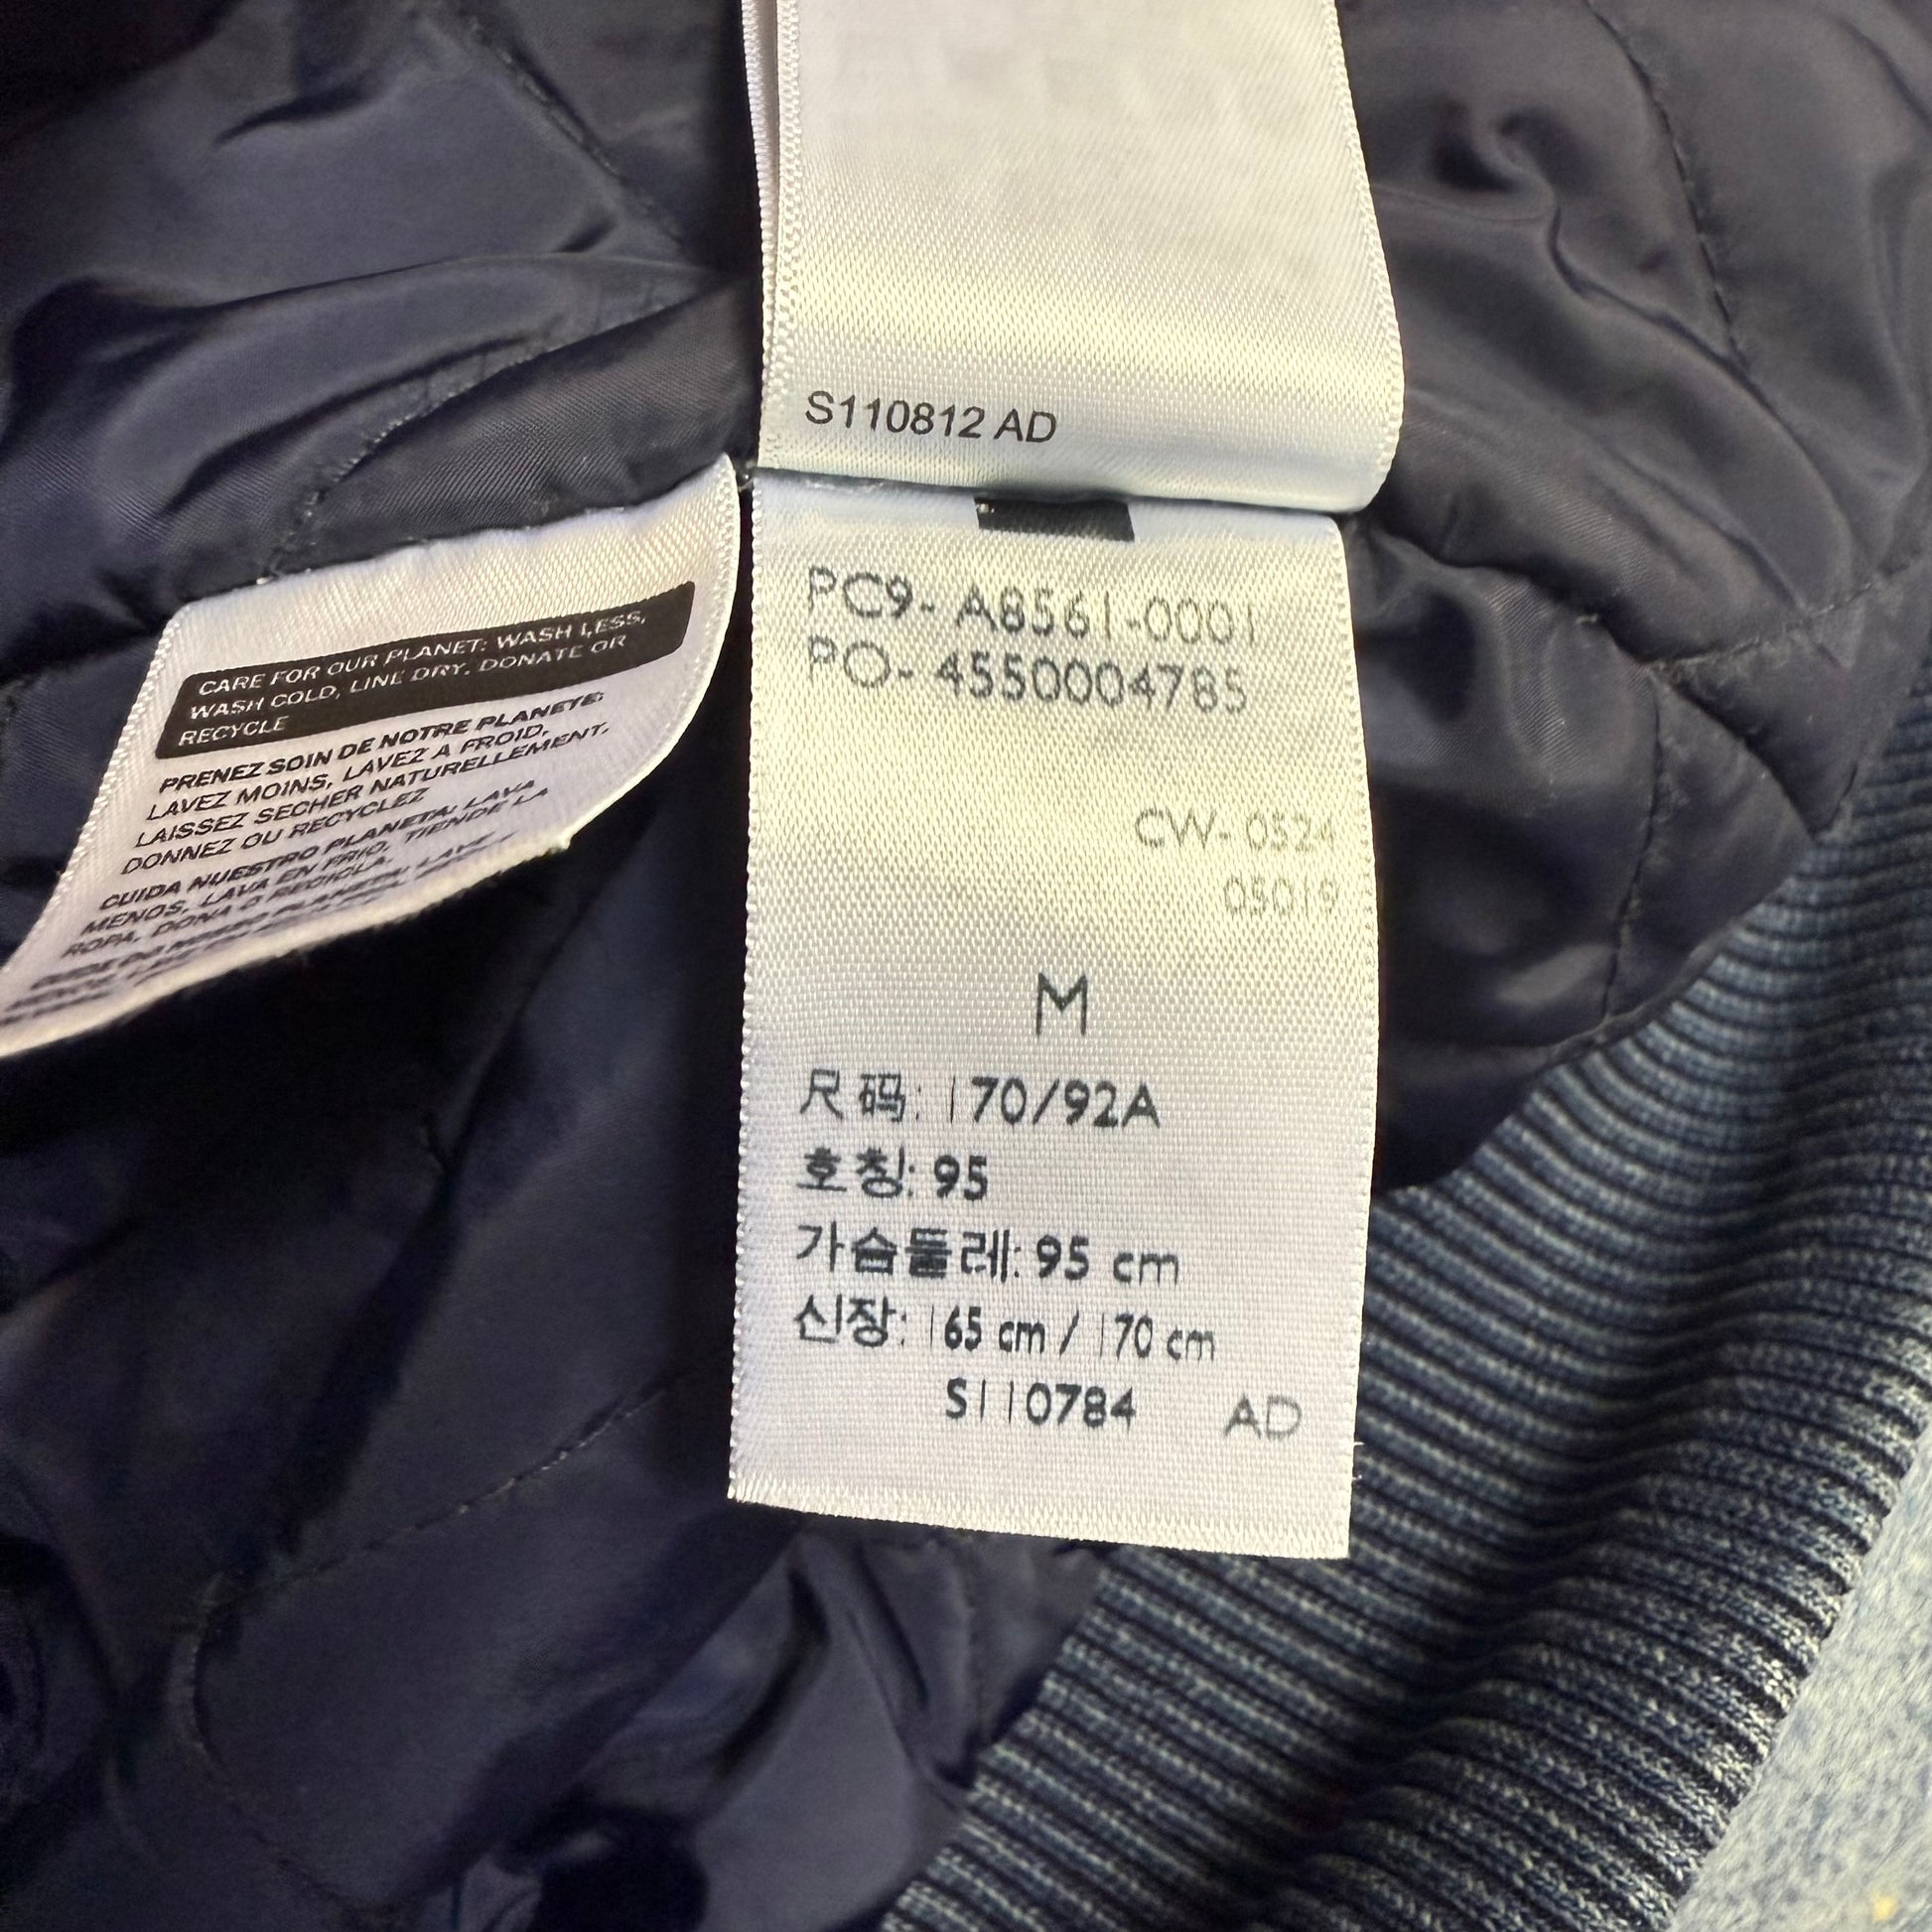 S110812 AD
CARE FOR OUR PLANET: WASH LESS,
WASH COLD, LINE DRY, DONATE OR
RECYCLE
PRENEZ SOIN DE NOTRE PLANETE:
LAVEZ MOINS, LAVEZ A FROID,
LAISSEZ SECHER NATURELLEMENT,
DONNEZ OU RECYCLEZ
CUIDA NUESTRO PLANETA: LAVA
MENOS, LAVA EN FRIO, TIENDE LA
ROPA, DONA O RECICLA.
PC9- A8561-0001
PO- 4550004785
CW- 0524
05019
M
尺码: 170/92A
호칭: 95
가슴둘레: 95 cm
신장: 165 cm / 170 cm
S110784 AD